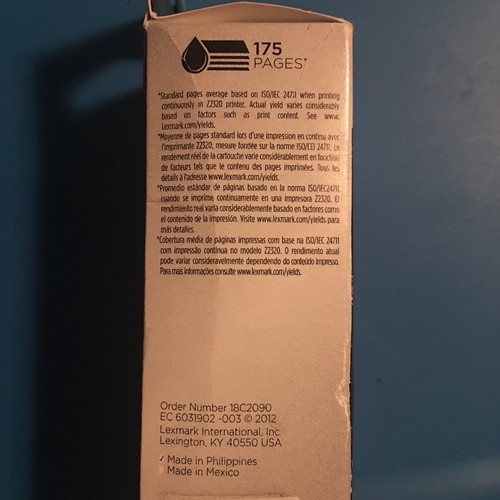 175
PAGES*
*Standard pages average based on ISO/IEC 24711 when printing
continuously in Z2320 printer. Actual yield varies considerably
based on factors such as print content. See www.
Lexmark.com/yields.
*Moyenne de pages standard lors d'une impression en continu avec
l'imprimante Z2320, mesure fondée sur la norme ISO/CEI 24711. Le
rendement réel de la cartouche varie considérablement en fonction
de facteurs tels que le contenu des pages imprimées. Tous les
détails à l'adresse www.lexmark.com/yields.
*Promedio estándar de páginas basado en la norma ISO/IEC24711
cuando se imprime continuamente en una impresora Z2320. El
rendimiento real varía considerablemente basado en factores como
el contenido de la impresión. Visite www.lexmark.com/yields para
más detalles.
*Cobertura média de páginas impressas com base na ISO/IEC 24711
com impressão contínua no modelo Z2320. O rendimento atual
pode variar consideravelmente dependendo do conteúdo impresso.
Para mais informações consulte www.lexmark.com/yields.
Order Number 18C2090
EC 6031902 -003 © 2012
Lexmark International, Inc.
Lexington, KY 40550 USA
✓ Made in Philippines
Made in Mexico